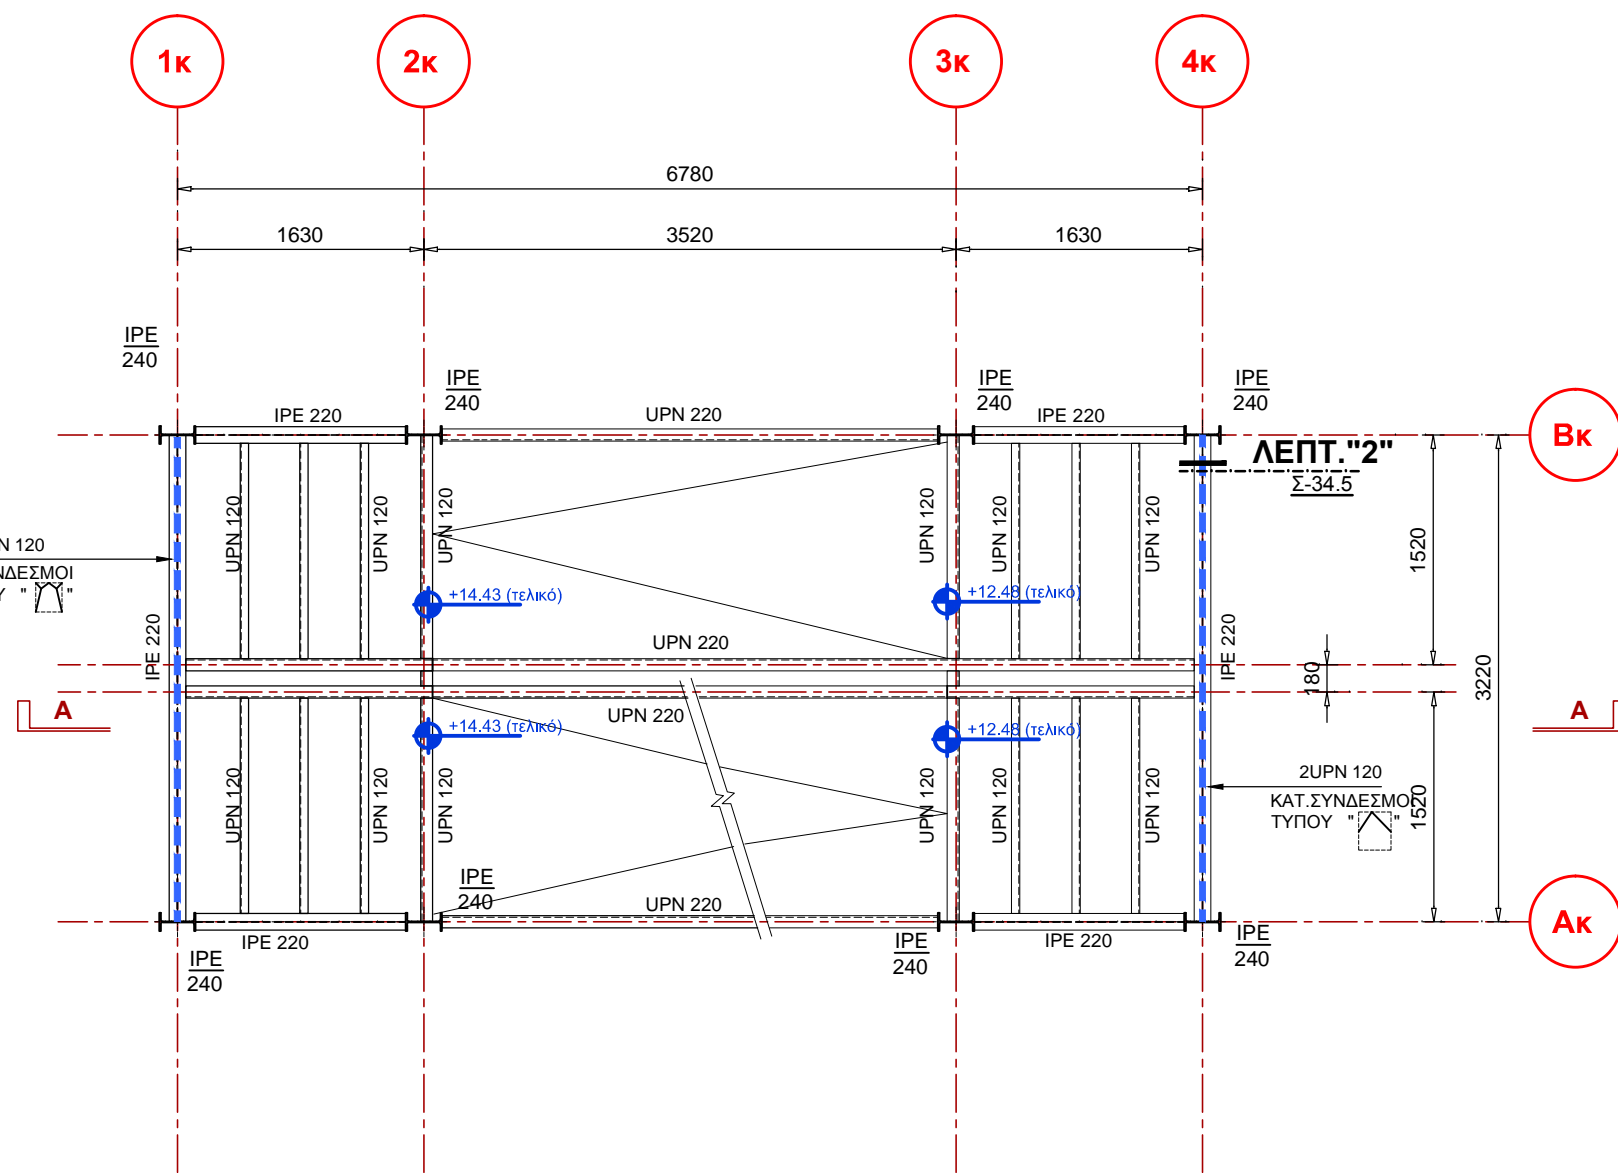 1κ
2κ
3κ
4κ
6780
1630
3520
1630
IPE
240
IPE
240
IPE
240
IPE
240
IPE 220
UPN 220
IPE 220
Βκ
ΛΕΠΤ."2"
Σ-34.5
UPN 120
UPN 120
UPN 120
UPN 120
UPN 120
UPN 120
1520
N 120
ΝΔΕΣΜΟΙ
Υ " "
+14.43 (τελικό)
+12.48 (τελικό)
IPE 220
UPN 220
IPE 220
180
3220
A
UPN 220
A
+14.43 (τελικό)
+12.48 (τελικό)
UPN 120
UPN 120
UPN 120
UPN 120
UPN 120
UPN 120
2UPN 120
ΚΑΤ.ΣΥΝΔΕΣΜΟΙ
ΤΥΠΟΥ " "
1520
IPE
240
UPN 220
Ακ
IPE 220
IPE 220
IPE
240
IPE
240
IPE
240